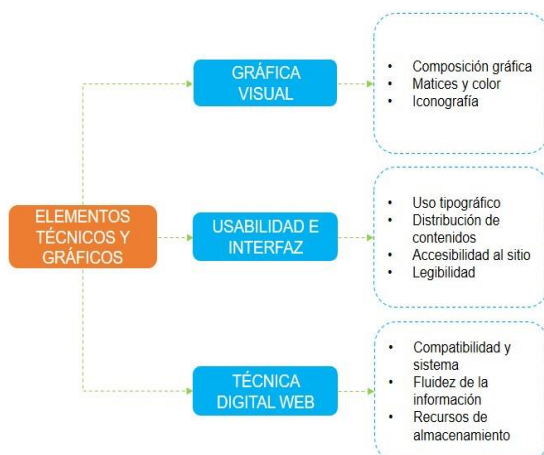 GRÁFICA
VISUAL
• Composición gráfica
• Matices y color
• Iconografía
ELEMENTOS
TÉCNICOS Y
GRÁFICOS
USABILIDAD E
INTERFAZ
• Uso tipográfico
• Distribución de
contenidos
• Accesibilidad al sitio
• Legibilidad
TÉCNICA
DIGITAL WEB
• Compatibilidad y
sistema
• Fluidez de la
información
• Recursos de
almacenamiento